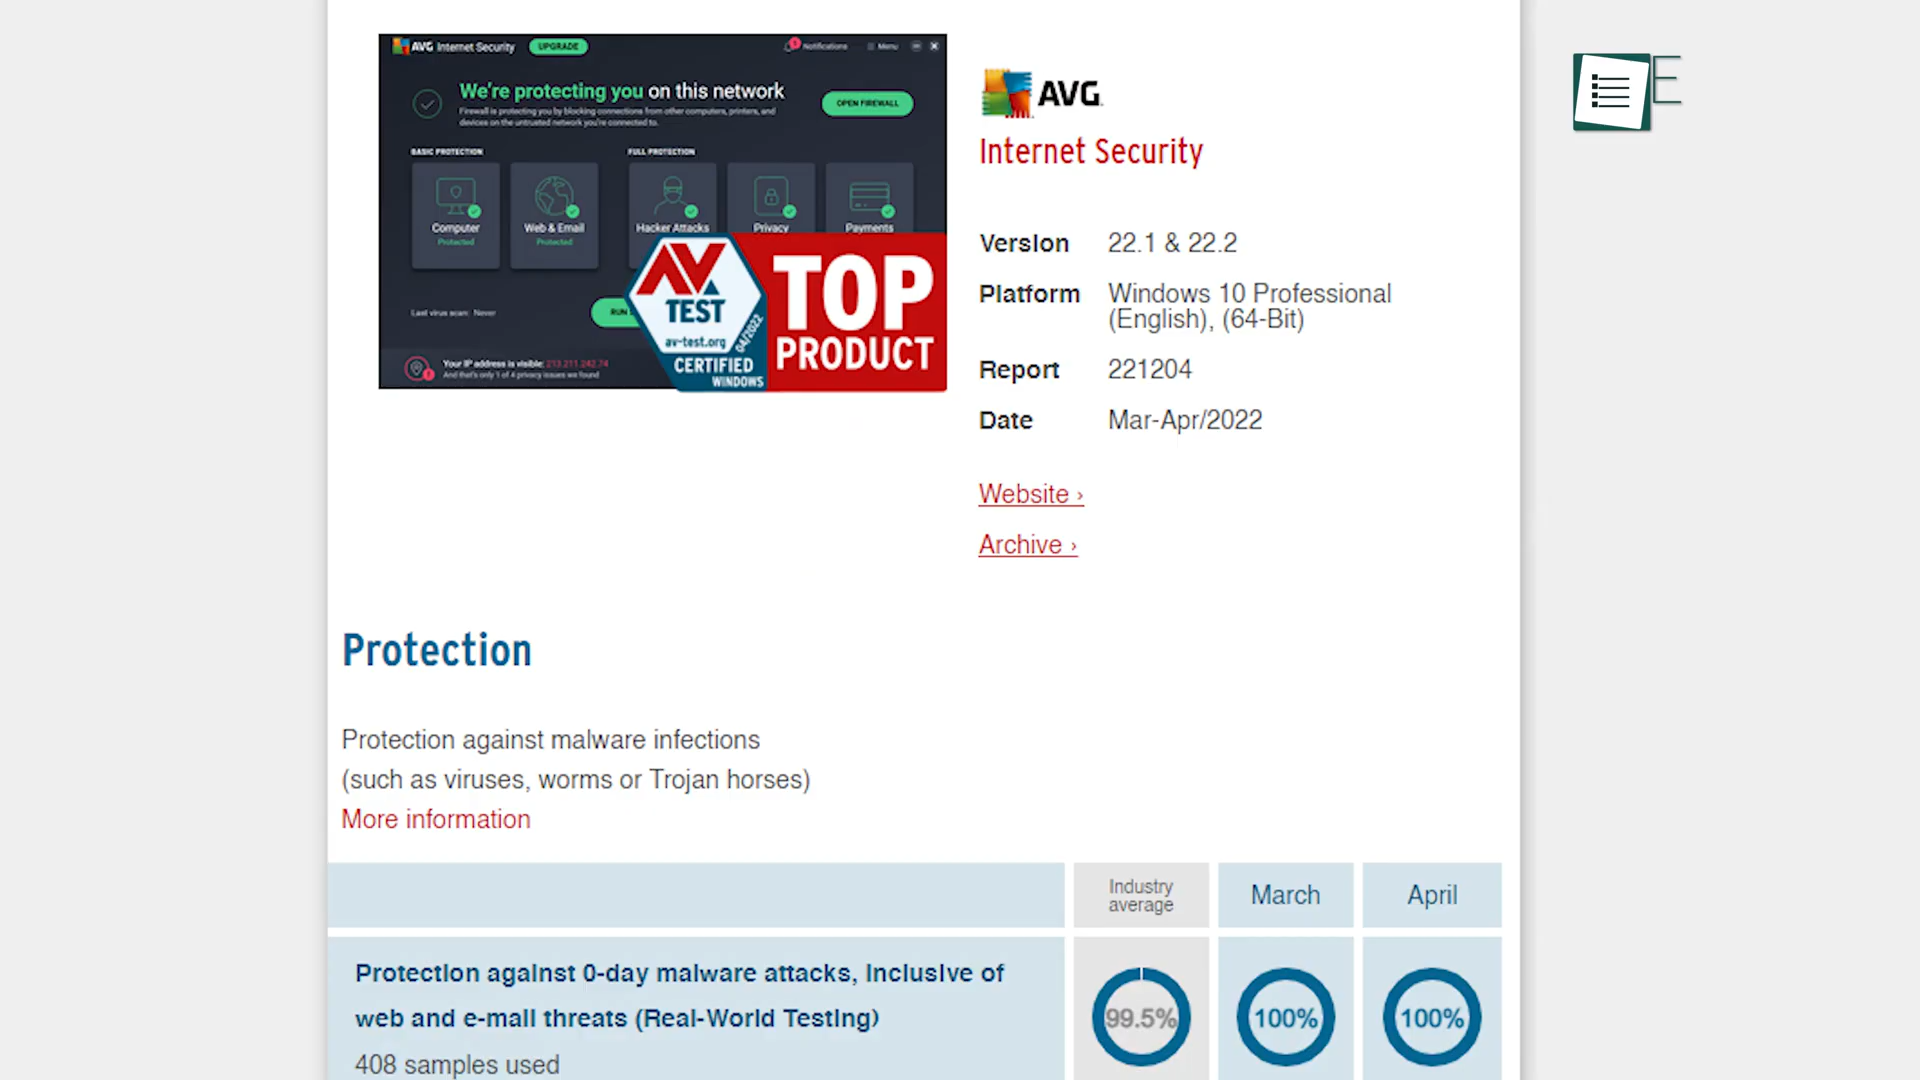 AVG Internet Security UPGRADE
Notifications
Menu
We're protecting you on this network
Firewall is protecting you by blocking connections from other computers, printers, and
devices on the untrusted network you're connected to.
OPEN FIREWALL
BASIC PROTECTION
FULL PROTECTION
Computer
Protected
Web & Email
Protected
Hacker Attacks
Privacy
Payments
Last virus scan: Never
RUN
Your IP address is visible: 213.211.242.74
And that's only 1 of 4 privacy issues we found
AV
TEST
av-test.org
04/2022
CERTIFIED
WINDOWS
TOP
PRODUCT
AVG
Internet Security
Version 22.1 & 22.2
Platform Windows 10 Professional
(English), (64-Bit)
Report 221204
Date Mar-Apr/2022
Website ›
Archive ›
E
Protection
Protection against malware infections
(such as viruses, worms or Trojan horses)
More information
Industry
average
March
April
Protection against 0-day malware attacks, inclusive of
web and e-mail threats (Real-World Testing)
408 samples used
99.5%
100%
100%